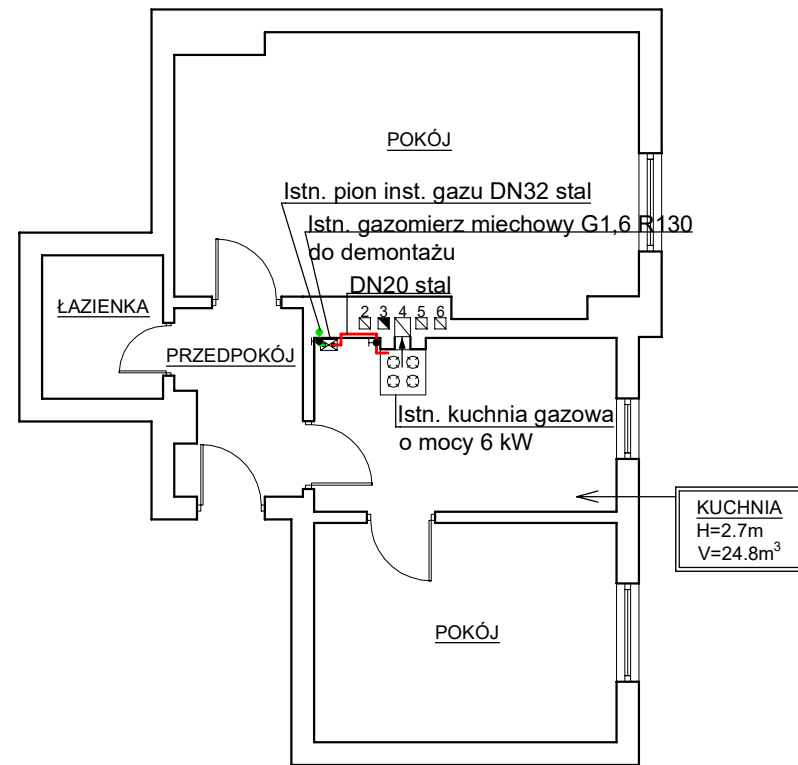 POKÓJ
Istn. pion inst. gazu DN32 stal
Istn. gazomierz miechowy G1,6 R130
do demontażu
DN20 stal
ŁAZIENKA
2 3 4 5 6
PRZEDPOKÓJ
Istn. kuchnia gazowa
o mocy 6 kW
KUCHNIA
H=2.7m
V=24.8m³
POKÓJ